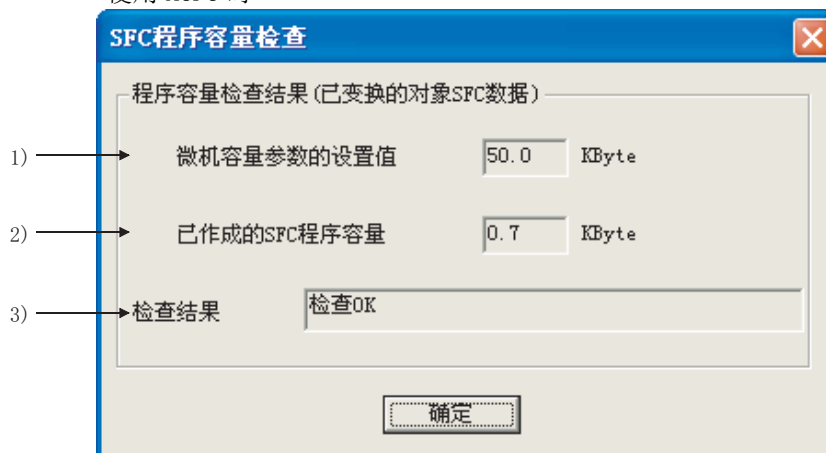 SFC程序容量检查
程序容量检查结果(已变换的对象SFC数据)
1) 微机容量参数的设置值 50.0 KByte
2) 已作成的SFC程序容量 0.7 KByte
3) 检查结果 检查OK
确定